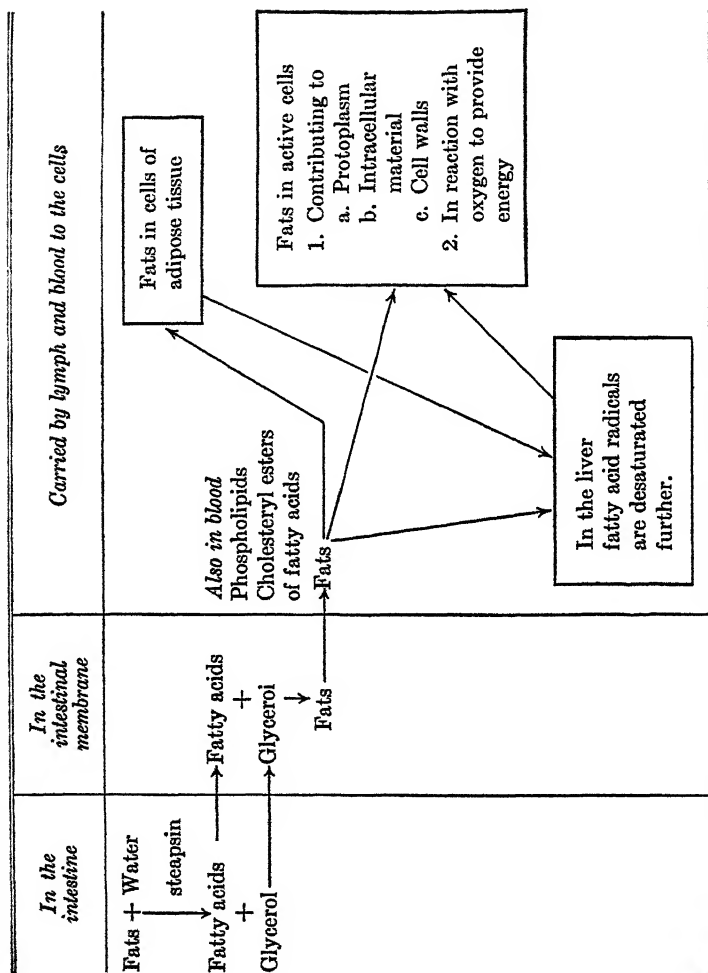 In the
intestine
In the
intestinal
membrane
Carried by lymph and blood to the cells
Fats + Water
steapsin
Fatty acids
+
Glycerol
Fatty acids
+
Glyceroi
Fats
Also in blood
Phospholipids
Cholesteryl esters
of fatty acids
Fats
Fats in cells of
adipose tissue
Fats in active cells
1. Contributing to
a. Protoplasm
b. Intracellular
material
c. Cell walls
2. In reaction with
oxygen to provide
energy
In the liver
fatty acid radicals
are desaturated
further.